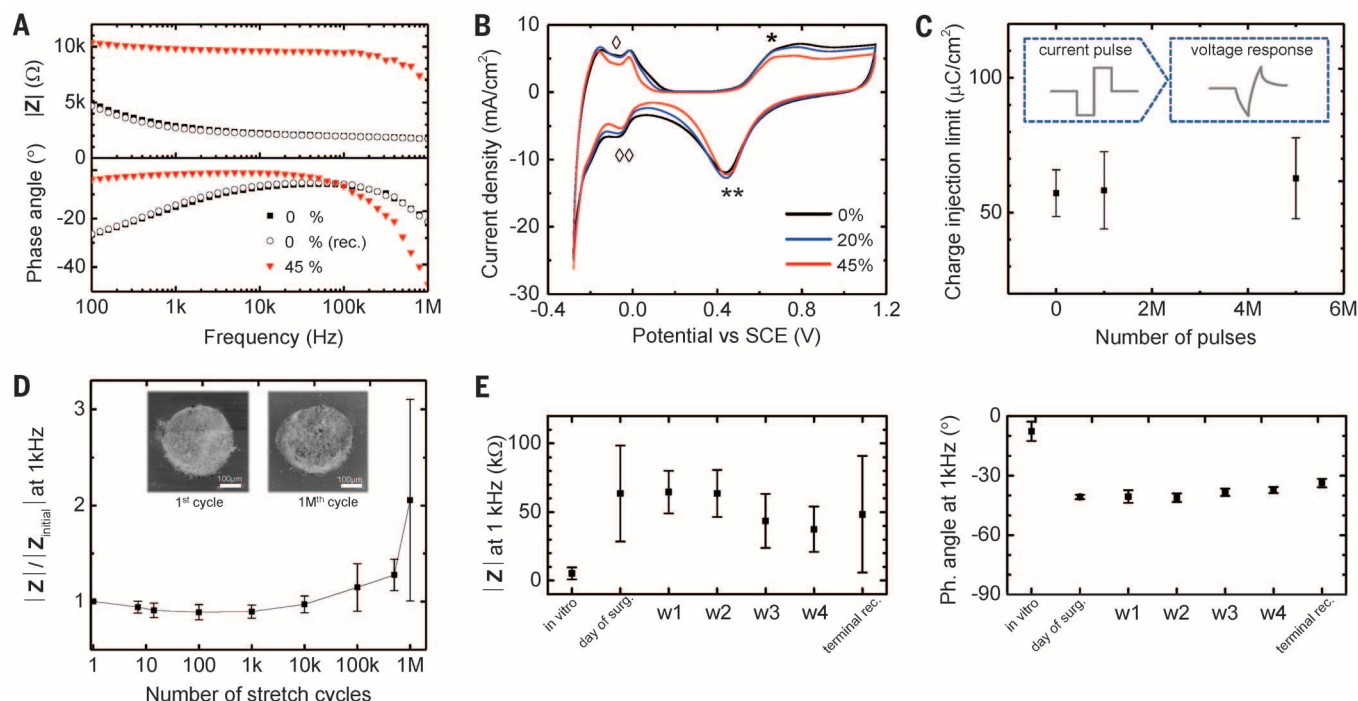 A
10k
5k
0
|Z| (Ω)
-20
-40
Phase angle (°)
0 %
0 % (rec.)
45 %
100
1k
10k
100k
1M
Frequency (Hz)
B
10
0
-10
-20
-30
Current density (mA/cm²)
◊
*
◊◊
**
0%
20%
45%
-0.4
0.0
0.4
0.8
1.2
Potential vs SCE (V)
C
100
50
Charge injection limit (µC/cm²)
current pulse
voltage response
0
2M
4M
6M
Number of pulses
D
3
2
1
|Z| / |Zinitial| at 1kHz
100µm
100µm
1st cycle
1Mth cycle
1
10
100
1k
10k
100k
1M
Number of stretch cycles
E
100
50
0
|Z| at 1 kHz (kΩ)
in vitro
day of surg.
w1
w2
w3
w4
terminal rec.
0
-30
-60
-90
Ph. angle at 1kHz (°)
in vitro
day of surg.
w1
w2
w3
w4
terminal rec.